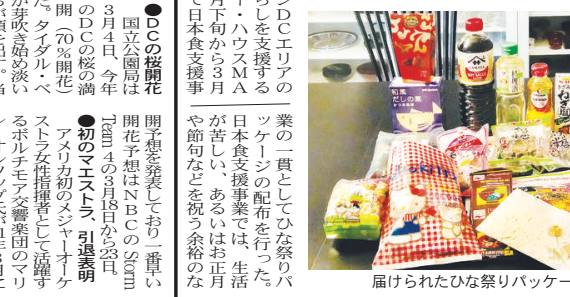 ンDCエリアの
らしを支援する
ー・ハウスMA
月下旬から3月
て日本食支援事
業の一貫としてひな祭りパ
ッケージの配布を行った。
日本食支援事業では、生活
が苦しい、あるいはお正月
や節句などを祝う余裕のな
●DCの桜開花
国立公園局は
3月4日、今年
のDCの桜の満
開（70％開花）
た。タイダル・ベ
が芽吹き始め淡い
開予想を発表しており一番早い
開花予想はNBCの Storm
Team 4の3月18日から23日。
●初のマエストラ、引退表明
アメリカ初のメジャーオーケ
ストラ女性指揮者として活躍す
るボルチモア交響楽団のマリ
和風
だしの素
届けられたひな祭りパッケー